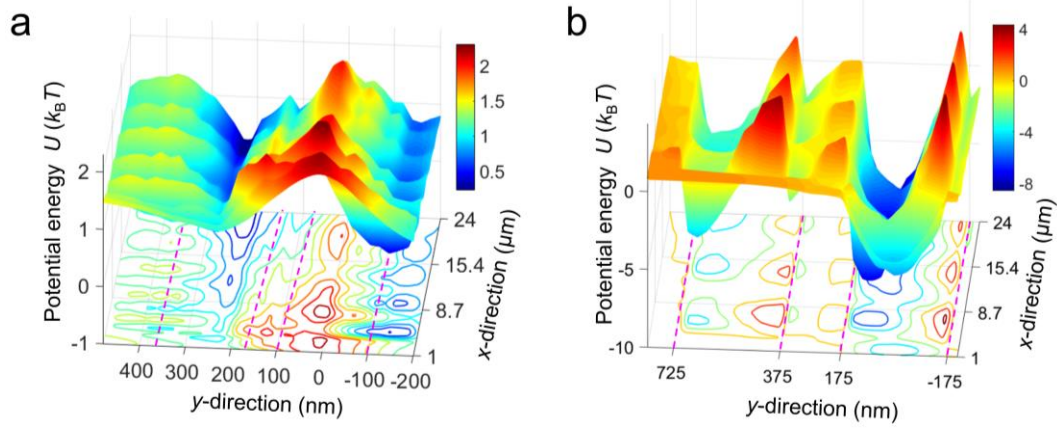 a
Potential energy U (kBT)
2
1
0
-1
400 300 200 100 0 -100 -200
y-direction (nm)
24
15.4
8.7
1
x-direction (μm)
2
1.5
1
0.5
b
Potential energy U (kBT)
0
-5
-10
725 375 175 -175
y-direction (nm)
24
15.4
8.7
1
x-direction (μm)
4
0
-4
-8